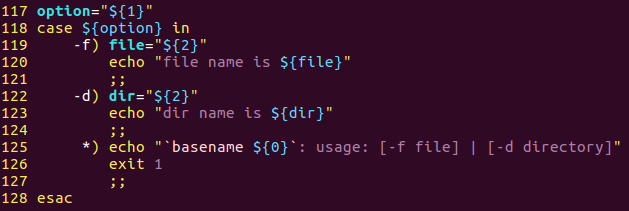 117 option="${1}"
118 case ${option} in
119     -f) file="${2}"
120         echo "file name is ${file}"
121         ;;
122     -d) dir="${2}"
123         echo "dir name is ${dir}"
124         ;;
125      *) echo "`basename ${0}`: usage: [-f file] | [-d directory]"
126         exit 1
127         ;;
128 esac